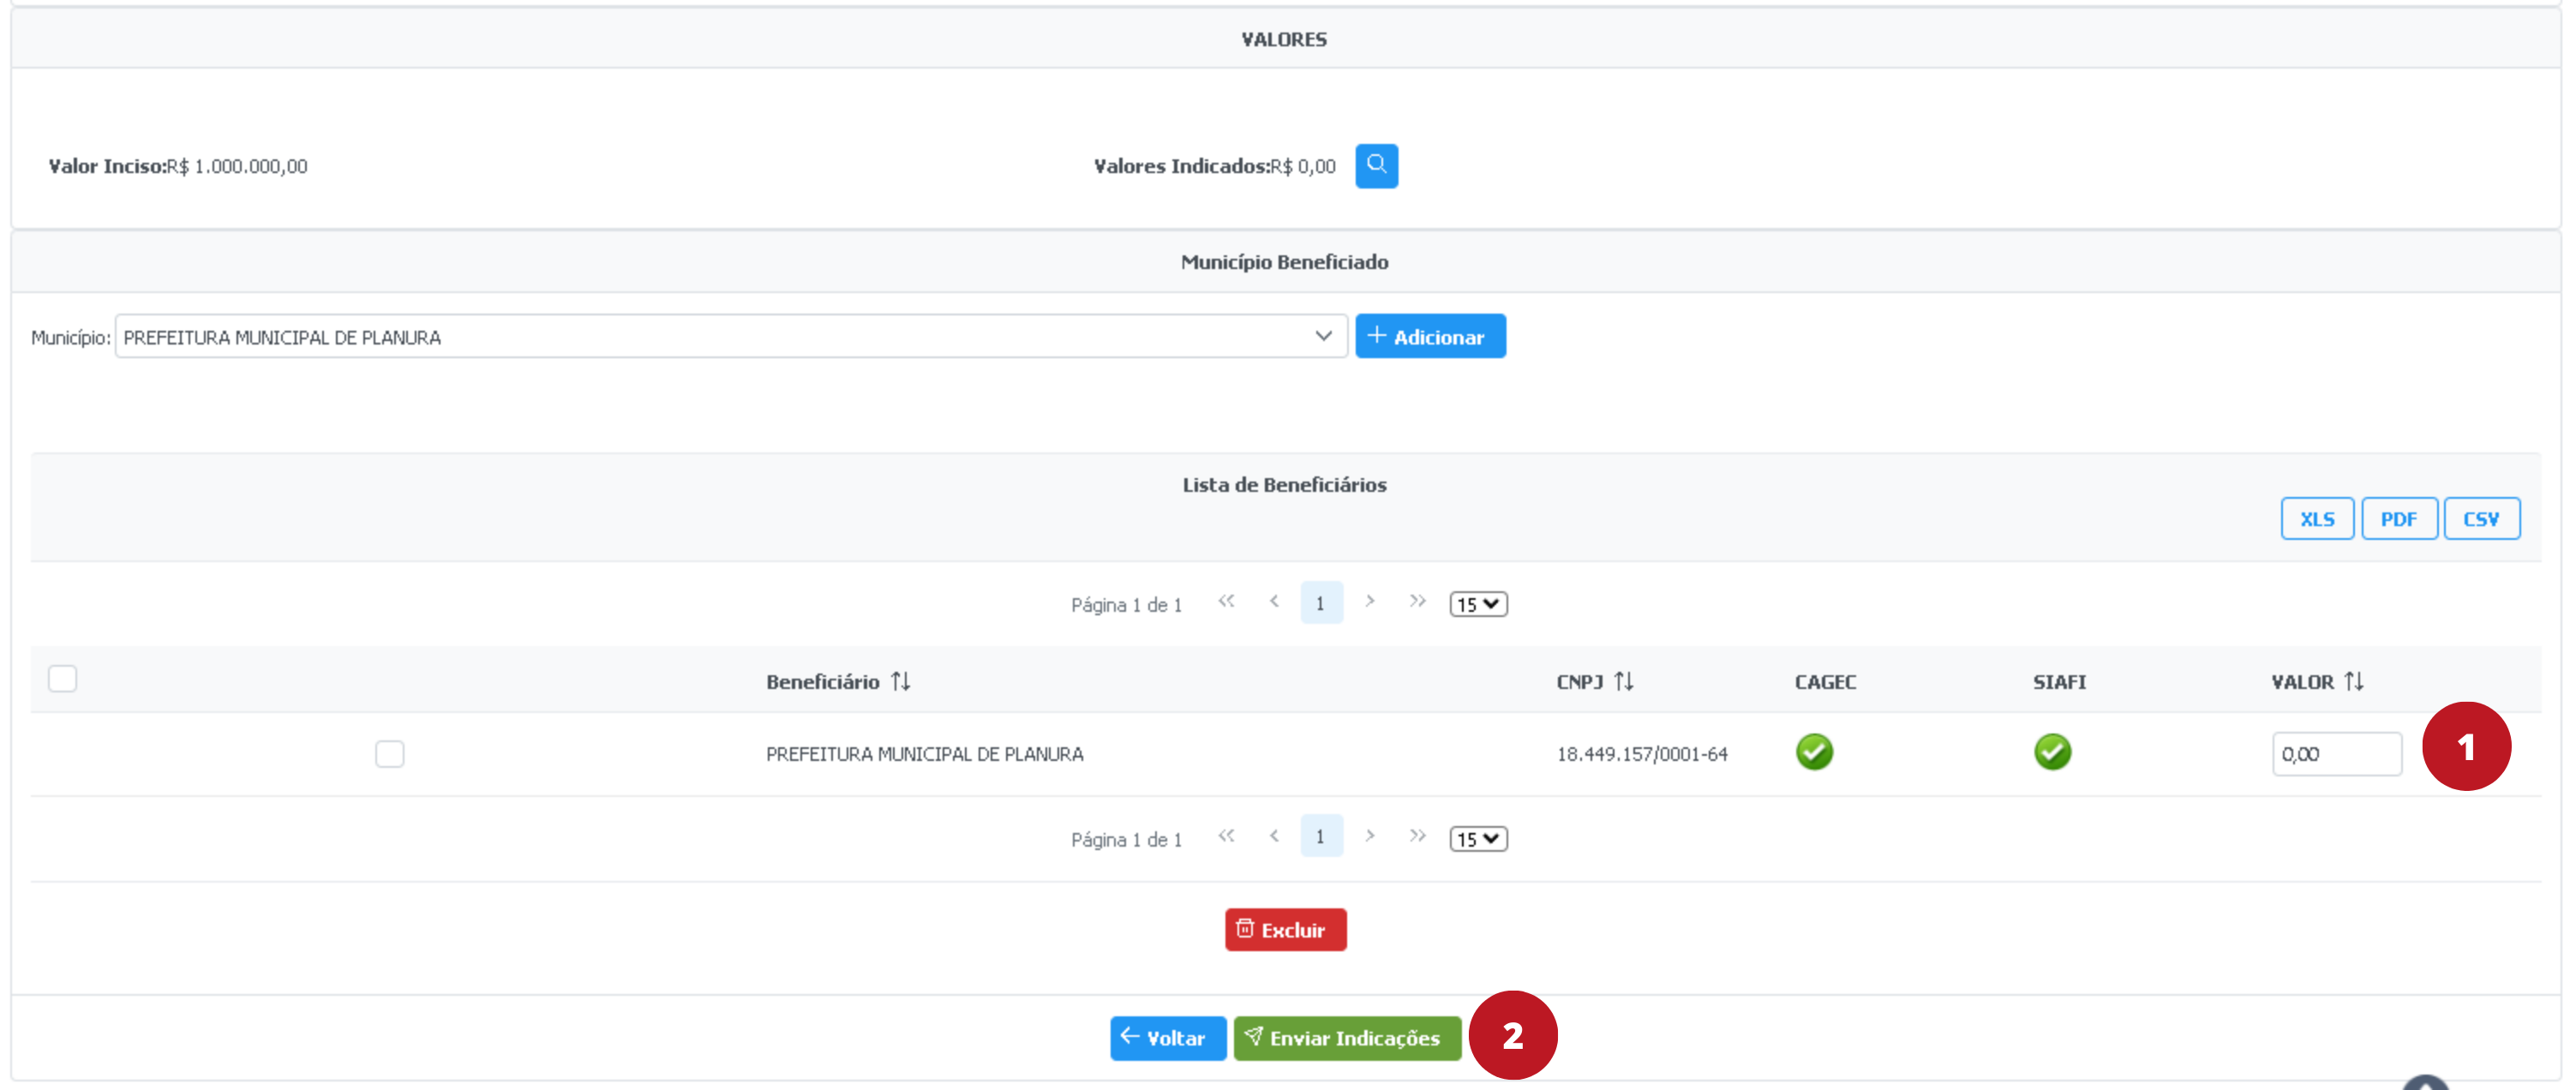 VALORES
Valor Inciso:R$ 1.000.000,00 Valores Indicados:R$ 0,00
Município Beneficiado
Município: PREFEITURA MUNICIPAL DE PLANURA Adicionar
Lista de Beneficiários
XLS PDF CSV
Página 1 de 1 1 15
Beneficiário CNPJ CAGEC SIAFI VALOR
PREFEITURA MUNICIPAL DE PLANURA 18.449.157/0001-64 0,00 1
Página 1 de 1 1 15
Excluir
Voltar Enviar Indicações 2